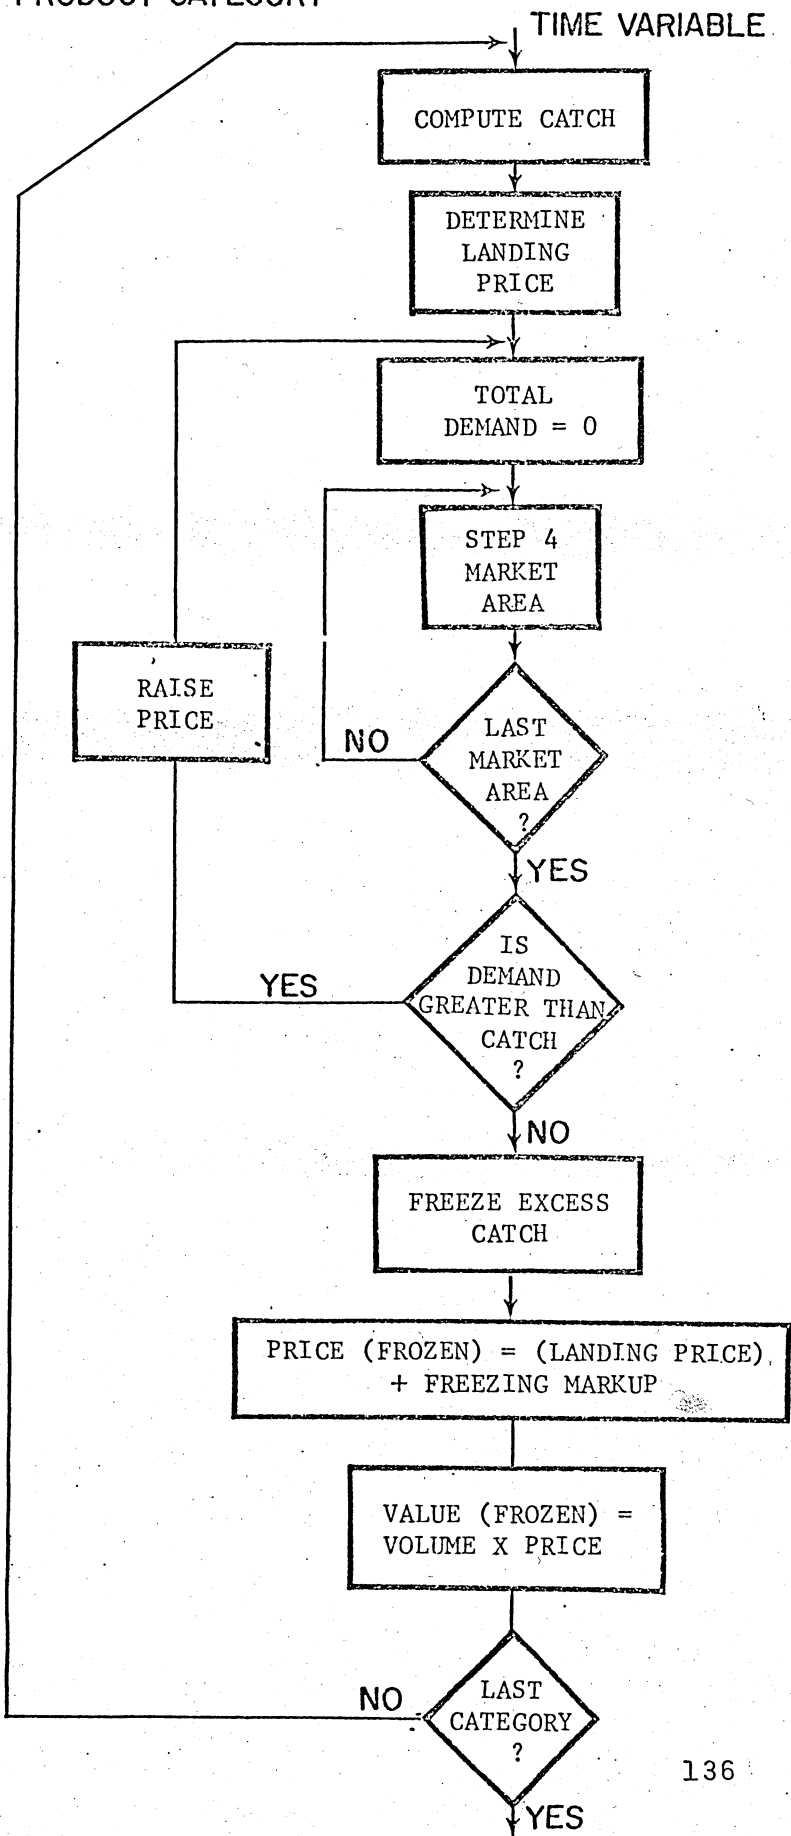 PRODUCT CATEGORY
TIME VARIABLE
COMPUTE CATCH
DETERMINE
LANDING
PRICE
TOTAL
DEMAND = 0
STEP 4
MARKET
AREA
RAISE
PRICE
NO
LAST
MARKET
AREA
?
YES
IS
DEMAND
GREATER THAN
CATCH
?
YES
NO
FREEZE EXCESS
CATCH
PRICE (FROZEN) = (LANDING PRICE)
+ FREEZING MARKUP
VALUE (FROZEN) =
VOLUME X PRICE
NO
LAST
CATEGORY
?
136
YES